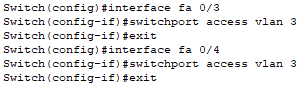 Switch(config)#interface fa 0/3
Switch(config-if)#switchport access vlan 3
Switch(config-if)#exit
Switch(config)#interface fa 0/4
Switch(config-if)#switchport access vlan 3
Switch(config-if)#exit